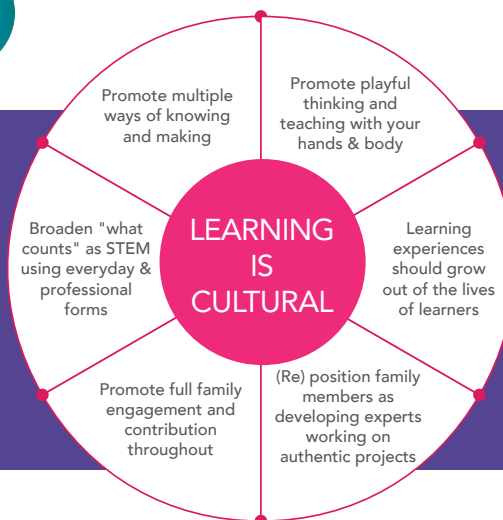 Promote multiple
ways of knowing
and making
Promote playful
thinking and
teaching with your
hands & body
Broaden "what
counts" as STEM
using everyday &
professional
forms
LEARNING
IS
CULTURAL
Learning
experiences
should grow
out of the lives
of learners
Promote full family
engagement and
contribution
throughout
(Re) position family
members as
developing experts
working on
authentic projects